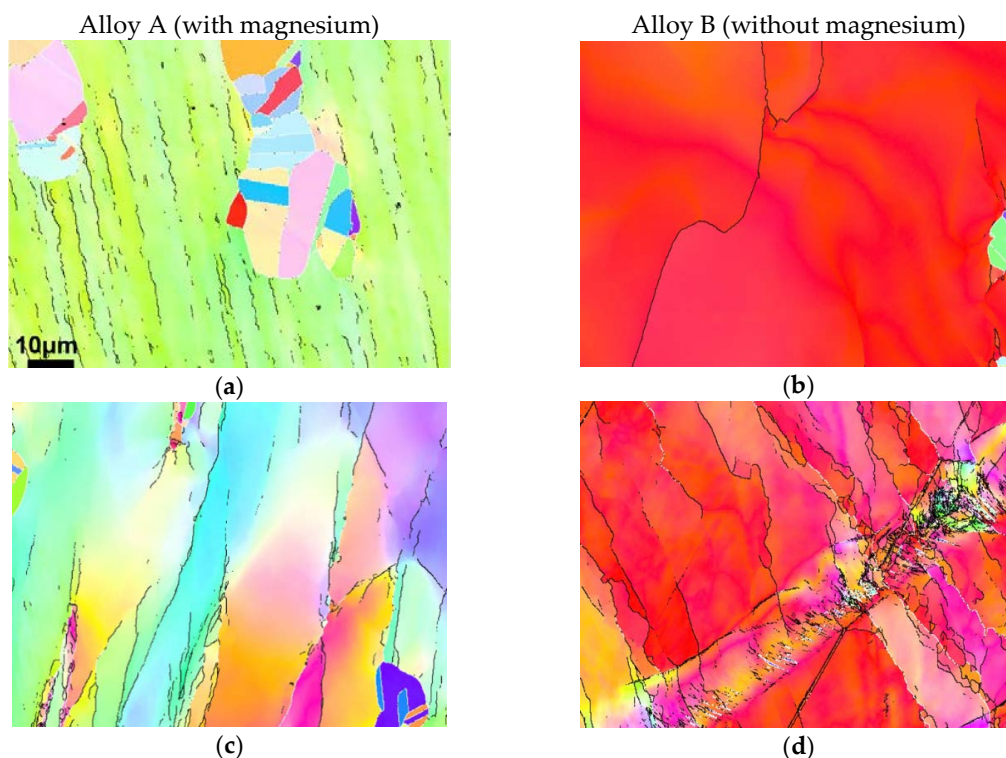 Alloy A (with magnesium)
Alloy B (without magnesium)
10μm
(a)
(b)
(c)
(d)